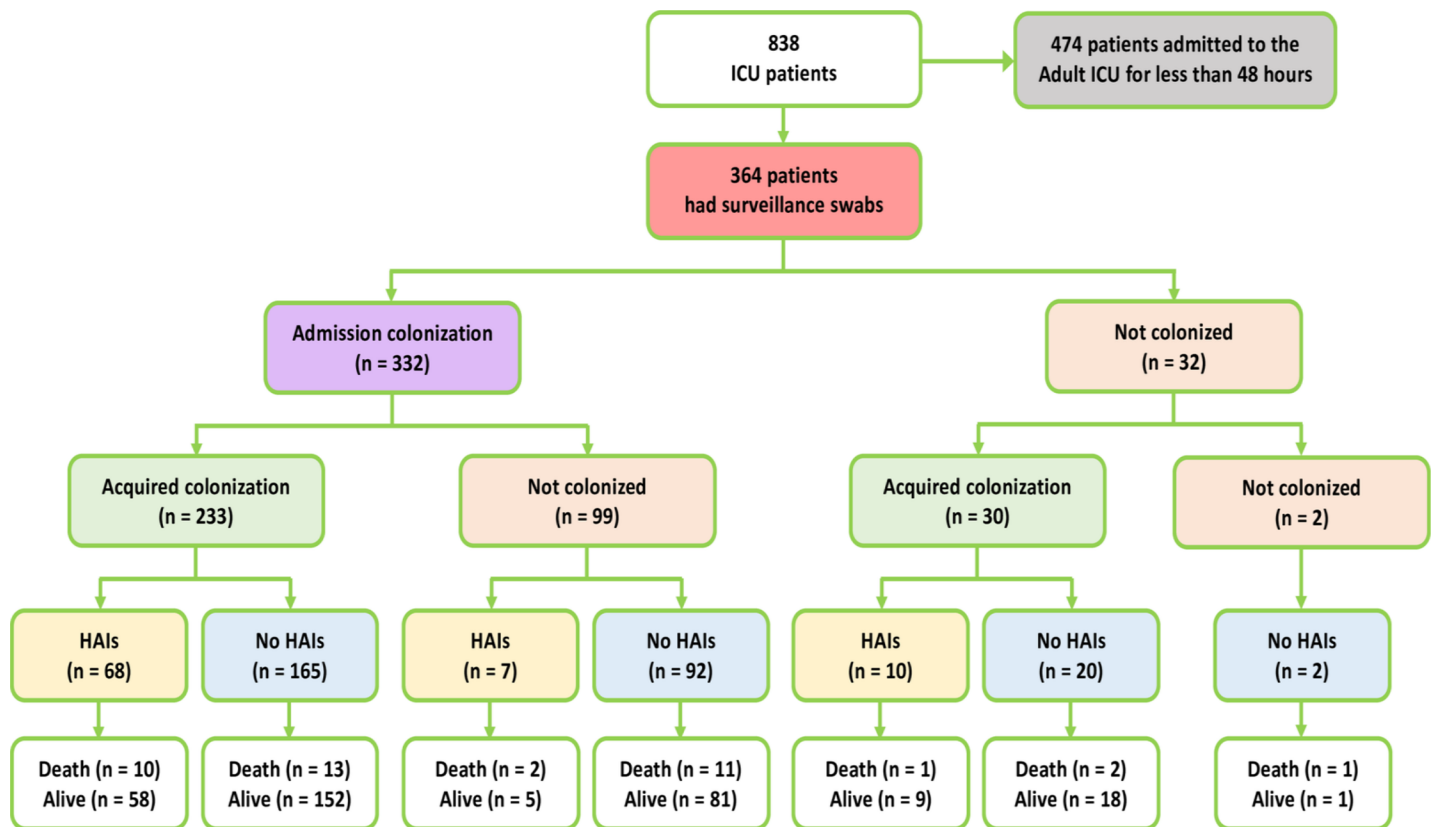 838
ICU patients
474 patients admitted to the
Adult ICU for less than 48 hours
364 patients
had surveillance swabs
Admission colonization
(n = 332)
Not colonized
(n = 32)
Acquired colonization
(n = 233)
Not colonized
(n = 99)
Acquired colonization
(n = 30)
Not colonized
(n = 2)
HAIs
(n = 68)
No HAIs
(n = 165)
HAIs
(n = 7)
No HAIs
(n = 92)
HAIs
(n = 10)
No HAIs
(n = 20)
No HAIs
(n = 2)
Death (n = 10)
Alive (n = 58)
Death (n = 13)
Alive (n = 152)
Death (n = 2)
Alive (n = 5)
Death (n = 11)
Alive (n = 81)
Death (n = 1)
Alive (n = 9)
Death (n = 2)
Alive (n = 18)
Death (n = 1)
Alive (n = 1)